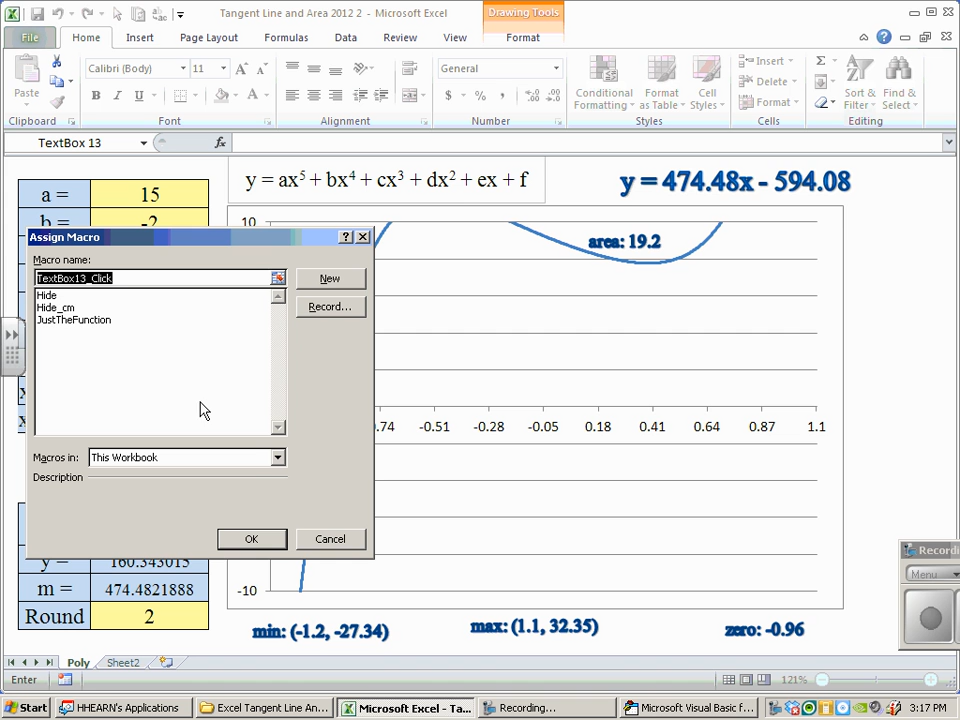 Tangent Line and Area 2012 2 - Microsoft Excel
Drawing Tools
File Home Insert Page Layout Formulas Data Review View Format
Paste
Calibri (Body) 11
B I U
General
$ % ,
Conditional Formatting
Format as Table
Cell Styles
Insert
Delete
Format
Sort & Filter
Find & Select
Clipboard Font Alignment Number Styles Cells Editing
TextBox 13 fx
y = ax⁵ + bx⁴ + cx³ + dx² + ex + f
y = 474.48x - 594.08
a = 15
b = -2
10
area: 19.2
Assign Macro
Macro name:
TextBox13_Click
New
Hide
Hide_cm
JustTheFunction
Record...
x
x
.74 -0.51 -0.28 -0.05 0.18 0.41 0.64 0.87 1.1
Macros in: This Workbook
Description
OK Cancel
y = 160.343015
m = 474.4821888
Round 2
-10
min: (-1.2, -27.34)
max: (1.1, 32.35)
zero: -0.96
Recordin
Menu
Poly Sheet2
Enter
121%
Start HHEARN's Applications Excel Tangent Line An... Microsoft Excel - Ta... Recording... Microsoft Visual Basic f... 3:17 PM